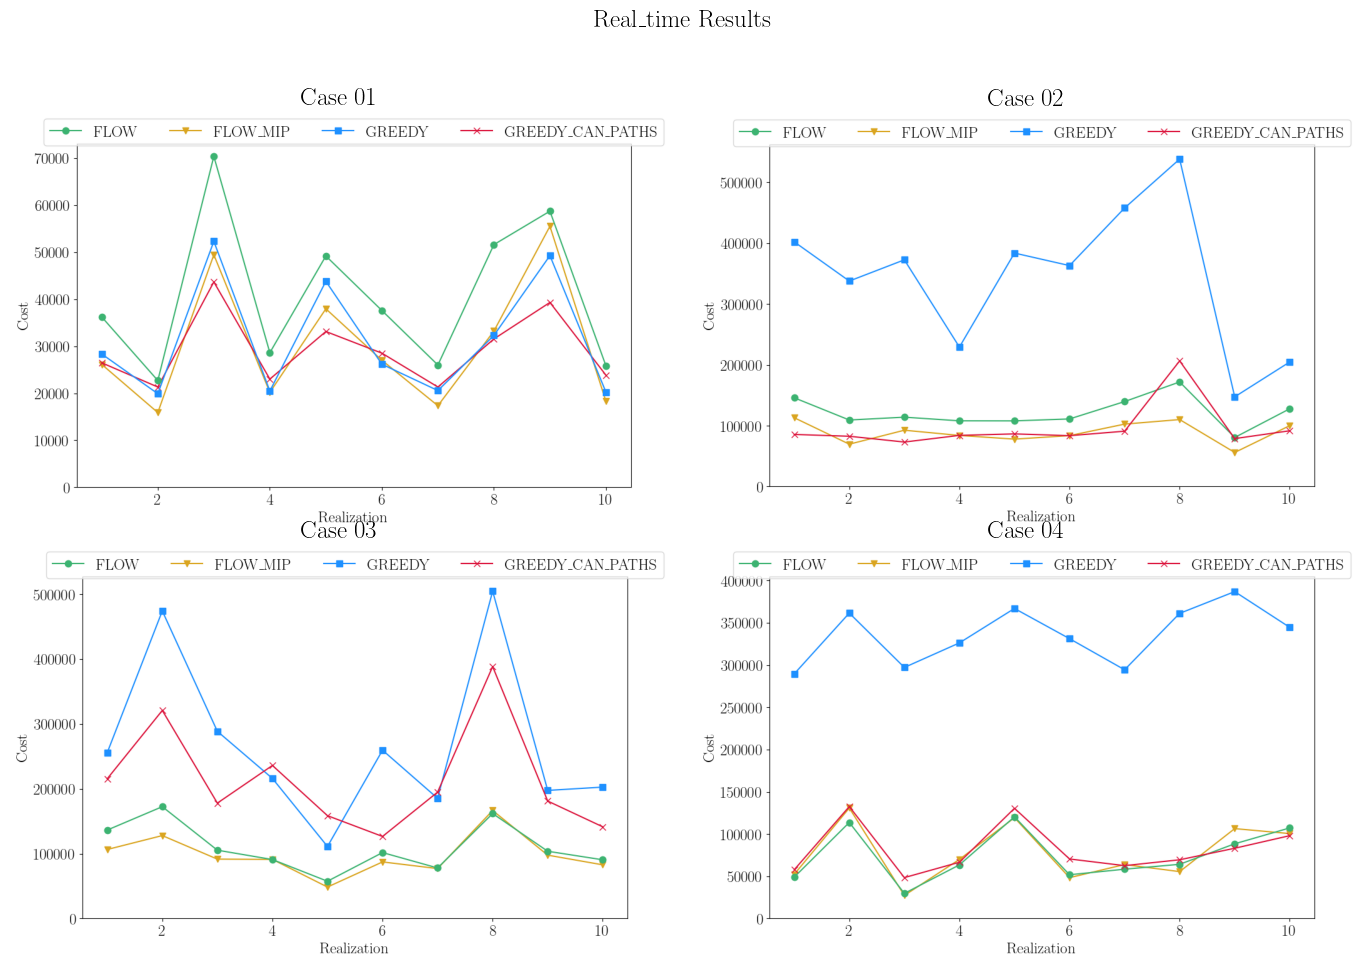 Real_time Results
Case 01
FLOW FLOW_MIP GREEDY GREEDY_CAN_PATHS
70000
60000
50000
40000
30000
20000
10000
0
Cost
2 4 6 8 10
Realization
Case 02
FLOW FLOW_MIP GREEDY GREEDY_CAN_PATHS
500000
400000
300000
200000
100000
0
Cost
2 4 6 8 10
Realization
Case 03
FLOW FLOW_MIP GREEDY GREEDY_CAN_PATHS
500000
400000
300000
200000
100000
0
Cost
2 4 6 8 10
Realization
Case 04
FLOW FLOW_MIP GREEDY GREEDY_CAN_PATHS
400000
350000
300000
250000
200000
150000
100000
50000
0
Cost
2 4 6 8 10
Realization